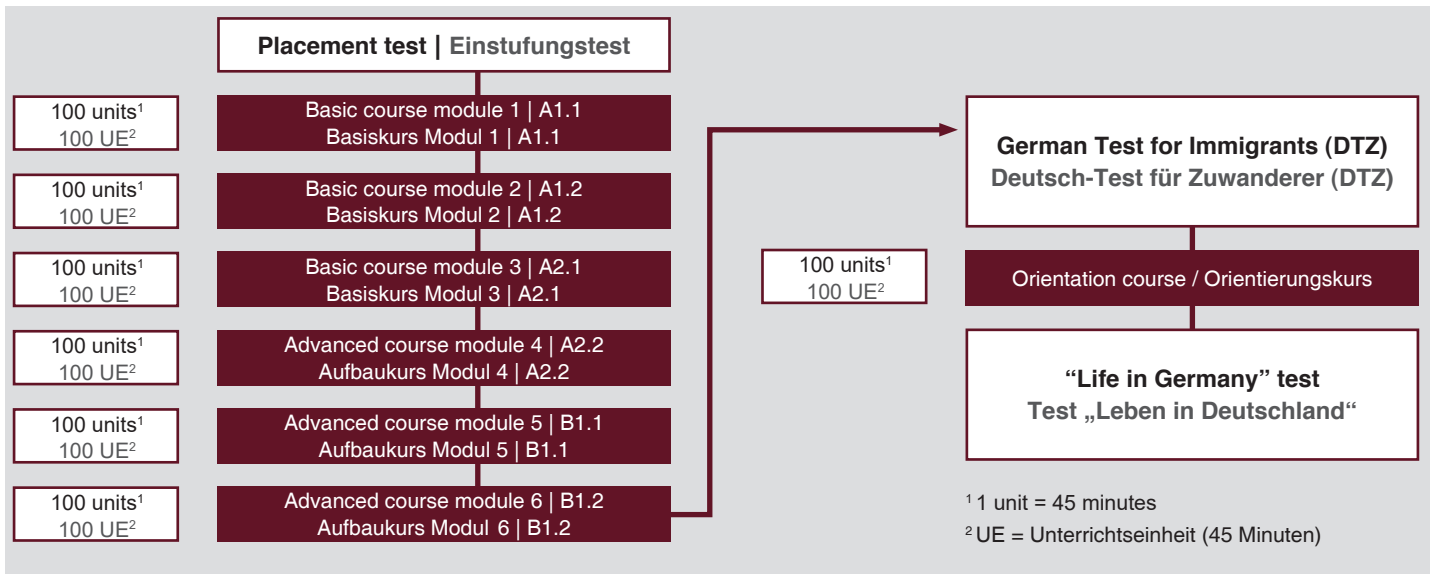 Placement test | Einstufungstest
100 units¹
100 UE²
Basic course module 1 | A1.1
Basiskurs Modul 1 | A1.1
100 units¹
100 UE²
Basic course module 2 | A1.2
Basiskurs Modul 2 | A1.2
100 units¹
100 UE²
Basic course module 3 | A2.1
Basiskurs Modul 3 | A2.1
100 units¹
100 UE²
Advanced course module 4 | A2.2
Aufbaukurs Modul 4 | A2.2
100 units¹
100 UE²
Advanced course module 5 | B1.1
Aufbaukurs Modul 5 | B1.1
100 units¹
100 UE²
Advanced course module 6 | B1.2
Aufbaukurs Modul 6 | B1.2
German Test for Immigrants (DTZ)
Deutsch-Test für Zuwanderer (DTZ)
100 units¹
100 UE²
Orientation course / Orientierungskurs
“Life in Germany” test
Test „Leben in Deutschland“
¹ 1 unit = 45 minutes
² UE = Unterrichtseinheit (45 Minuten)